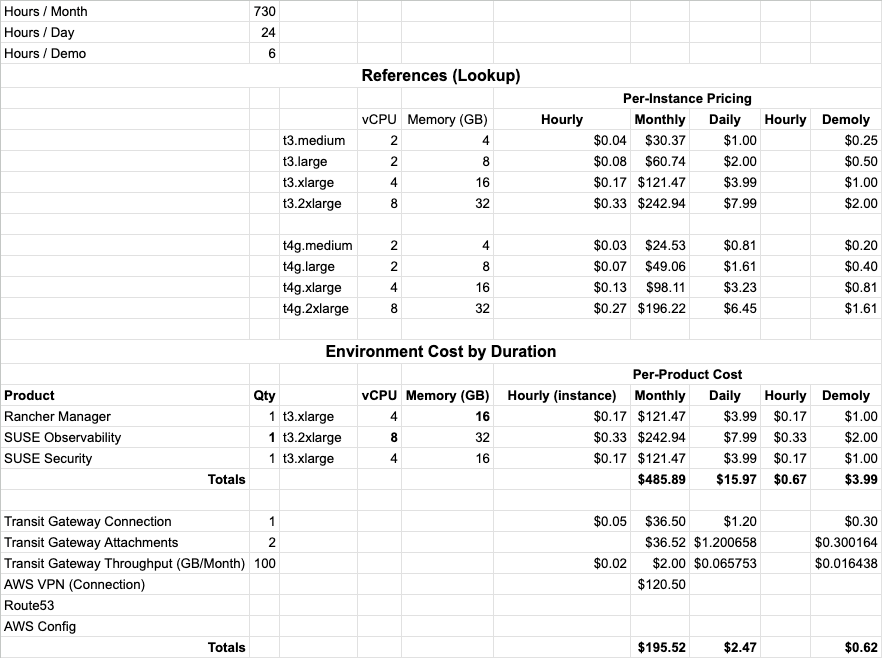 Hours / Month 730
Hours / Day 24
Hours / Demo 6
References (Lookup)
Per-Instance Pricing
vCPU Memory (GB) Hourly Monthly Daily Hourly Demoly
t3.medium 2 4 $0.04 $30.37 $1.00 $0.25
t3.large 2 8 $0.08 $60.74 $2.00 $0.50
t3.xlarge 4 16 $0.17 $121.47 $3.99 $1.00
t3.2xlarge 8 32 $0.33 $242.94 $7.99 $2.00
t4g.medium 2 4 $0.03 $24.53 $0.81 $0.20
t4g.large 2 8 $0.07 $49.06 $1.61 $0.40
t4g.xlarge 4 16 $0.13 $98.11 $3.23 $0.81
t4g.2xlarge 8 32 $0.27 $196.22 $6.45 $1.61
Environment Cost by Duration
Per-Product Cost
Product Qty vCPU Memory (GB) Hourly (instance) Monthly Daily Hourly Demoly
Rancher Manager 1 t3.xlarge 4 16 $0.17 $121.47 $3.99 $0.17 $1.00
SUSE Observability 1 t3.2xlarge 8 32 $0.33 $242.94 $7.99 $0.33 $2.00
SUSE Security 1 t3.xlarge 4 16 $0.17 $121.47 $3.99 $0.17 $1.00
Totals $485.89 $15.97 $0.67 $3.99
Transit Gateway Connection 1 $0.05 $36.50 $1.20 $0.30
Transit Gateway Attachments 2 $36.52 $1.200658 $0.300164
Transit Gateway Throughput (GB/Month) 100 $0.02 $2.00 $0.065753 $0.016438
AWS VPN (Connection) $120.50
Route53
AWS Config
Totals $195.52 $2.47 $0.62